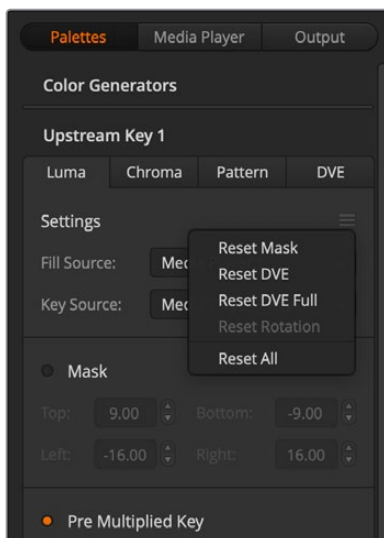 Palettes Media Player Output
Color Generators
Upstream Key 1
Luma Chroma Pattern DVE
Settings
Reset Mask
Reset DVE
Reset DVE Full
Reset Rotation
Reset All
Fill Source:
Key Source:
Mask
Top: 9.00 Bottom: -9.00
Left: -16.00 Right: 16.00
Pre Multiplied Key